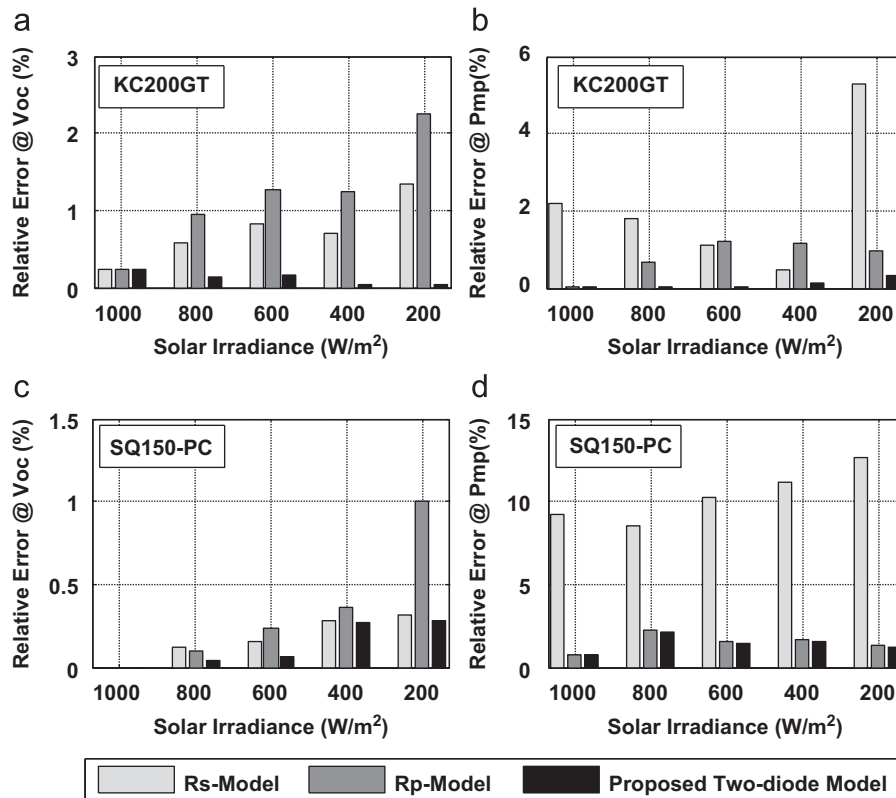 a
Relative Error @ Voc (%)
3
2
1
0
KC200GT
1000 800 600 400 200
Solar Irradiance (W/m²)
b
Relative Error @ Pmp(%)
6
4
2
0
KC200GT
1000 800 600 400 200
Solar Irradiance (W/m²)
c
Relative Error @ Voc (%)
1.5
1
0.5
0
SQ150-PC
1000 800 600 400 200
Solar Irradiance (W/m²)
d
Relative Error @ Pmp(%)
15
10
5
0
SQ150-PC
1000 800 600 400 200
Solar Irradiance (W/m²)
Rs-Model Rp-Model Proposed Two-diode Model